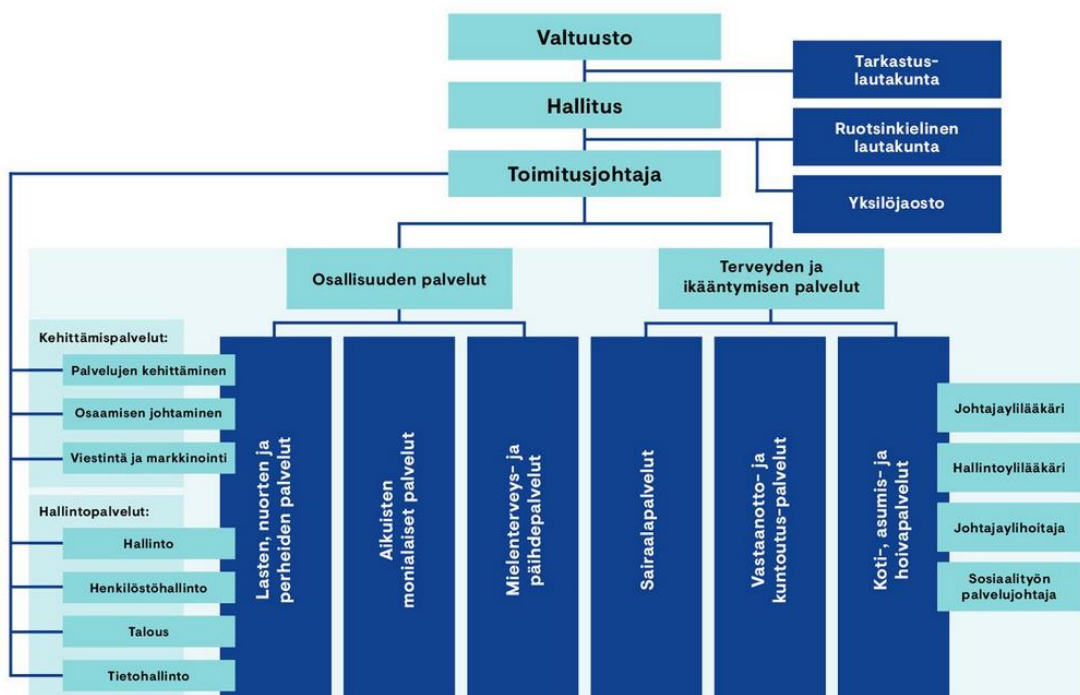 Valtuusto
Tarkastus-
lautakunta
Hallitus
Ruotsinkielinen
lautakunta
Toimitusjohtaja
Yksilöjaosto
Osallisuuden palvelut
Terveyden ja
ikääntymisen palvelut
Kehittämispalvelut:
Palvelujen kehittäminen
Osaamisen johtaminen
Viestintä ja markkinointi
Hallintopalvelut:
Hallinto
Henkilöstöhallinto
Talous
Tietohallinto
Lasten, nuorten ja
perheiden palvelut
Aikuisten
monialaiset palvelut
Mielenterveys- ja
päihdepalvelut
Sairaalapalvelut
Vastaanotto- ja
kuntoutus-palvelut
Koti-, asumis- ja
hoivapalvelut
Johtajaylilääkäri
Hallintoylilääkäri
Johtajaylihoitaja
Sosiaalityön
palvelujohtaja